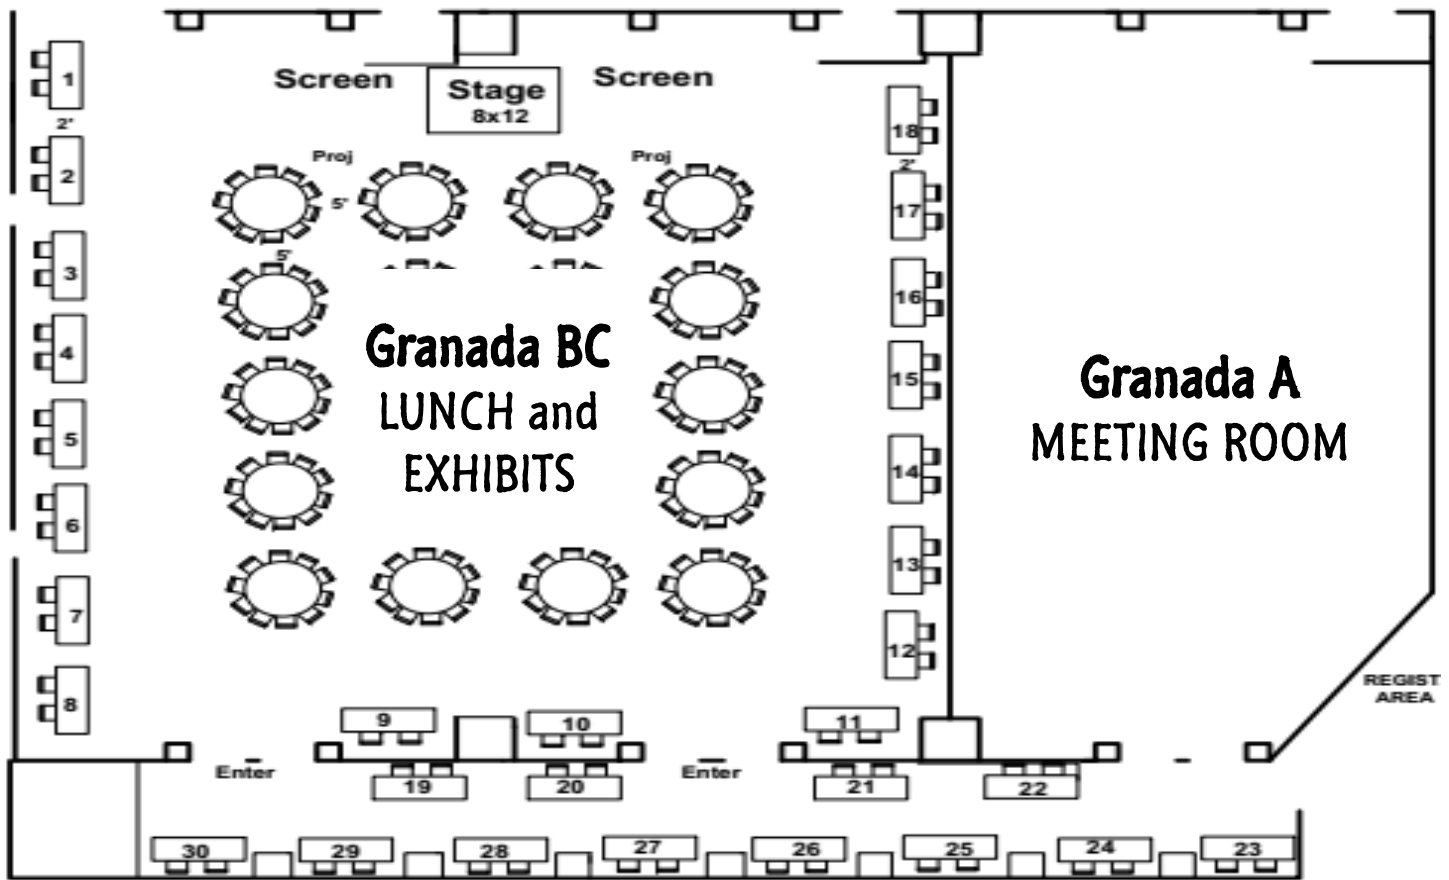 Screen
Screen
Stage
8x12
1
2'
2
3
4
5
6
7
8
Proj
Proj
5'
5'
18
2'
17
16
15
14
13
12
Granada BC
LUNCH and
EXHIBITS
Granada A
MEETING ROOM
REGIST
AREA
9
10
11
Enter
Enter
19
20
21
22
30
29
28
27
26
25
24
23